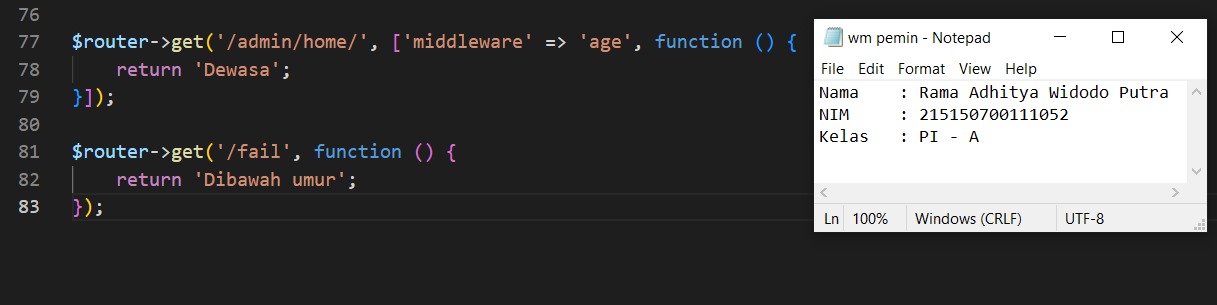 76
77 $router->get('/admin/home/', ['middleware' => 'age', function () {
78 return 'Dewasa';
79 }]);
80
81 $router->get('/fail', function () {
82 return 'Dibawah umur';
83 });
wm pemin - Notepad
File Edit Format View Help
Nama : Rama Adhitya Widodo Putra
NIM : 215150700111052
Kelas : PI - A
Ln 100% Windows (CRLF) UTF-8